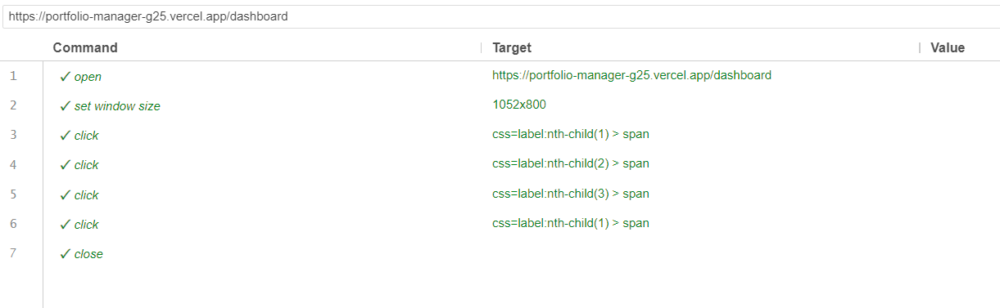 https://portfolio-manager-g25.vercel.app/dashboard
Command Target Value
1 ✓ open https://portfolio-manager-g25.vercel.app/dashboard
2 ✓ set window size 1052x800
3 ✓ click css=label:nth-child(1) > span
4 ✓ click css=label:nth-child(2) > span
5 ✓ click css=label:nth-child(3) > span
6 ✓ click css=label:nth-child(1) > span
7 ✓ close